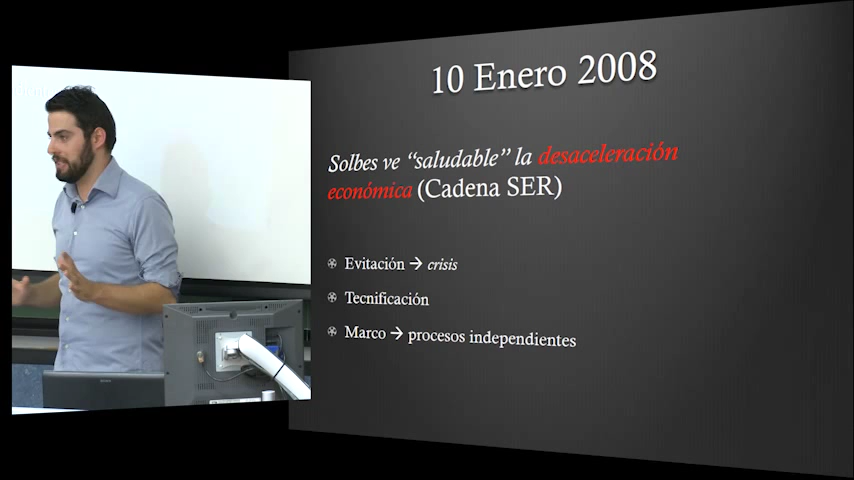 10 Enero 2008
Solbes ve “saludable” la desaceleración
económica (Cadena SER)
Evitación → crisis
Tecnificación
Marco → procesos independientes